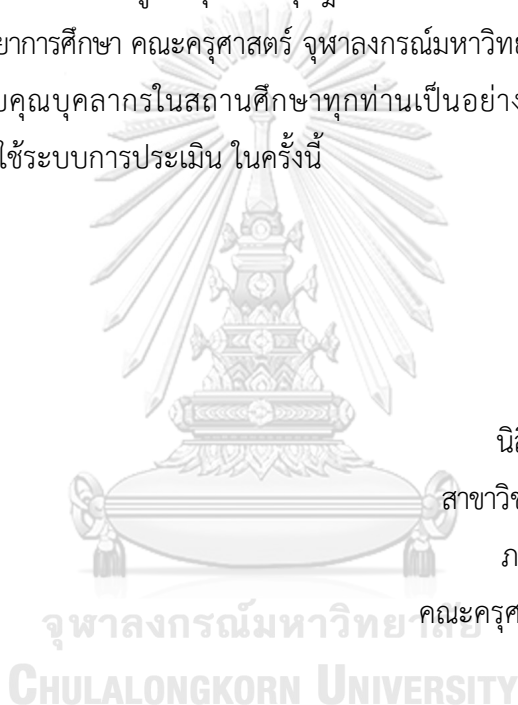 ยาการศึกษา คณะครุศาสตร์ จุฬาลงกรณ์มหาวิทย
บคุณบุคลากรในสถานศึกษาทุกท่านเป็นอย่าง
ใช้ระบบการประเมิน ในครั้งนี้
นิสิ
สาขาวิช
ภ
คณะครุศ
จุฬาลงกรณ์มหาวิทยาลัย
CHULALONGKORN UNIVERSITY